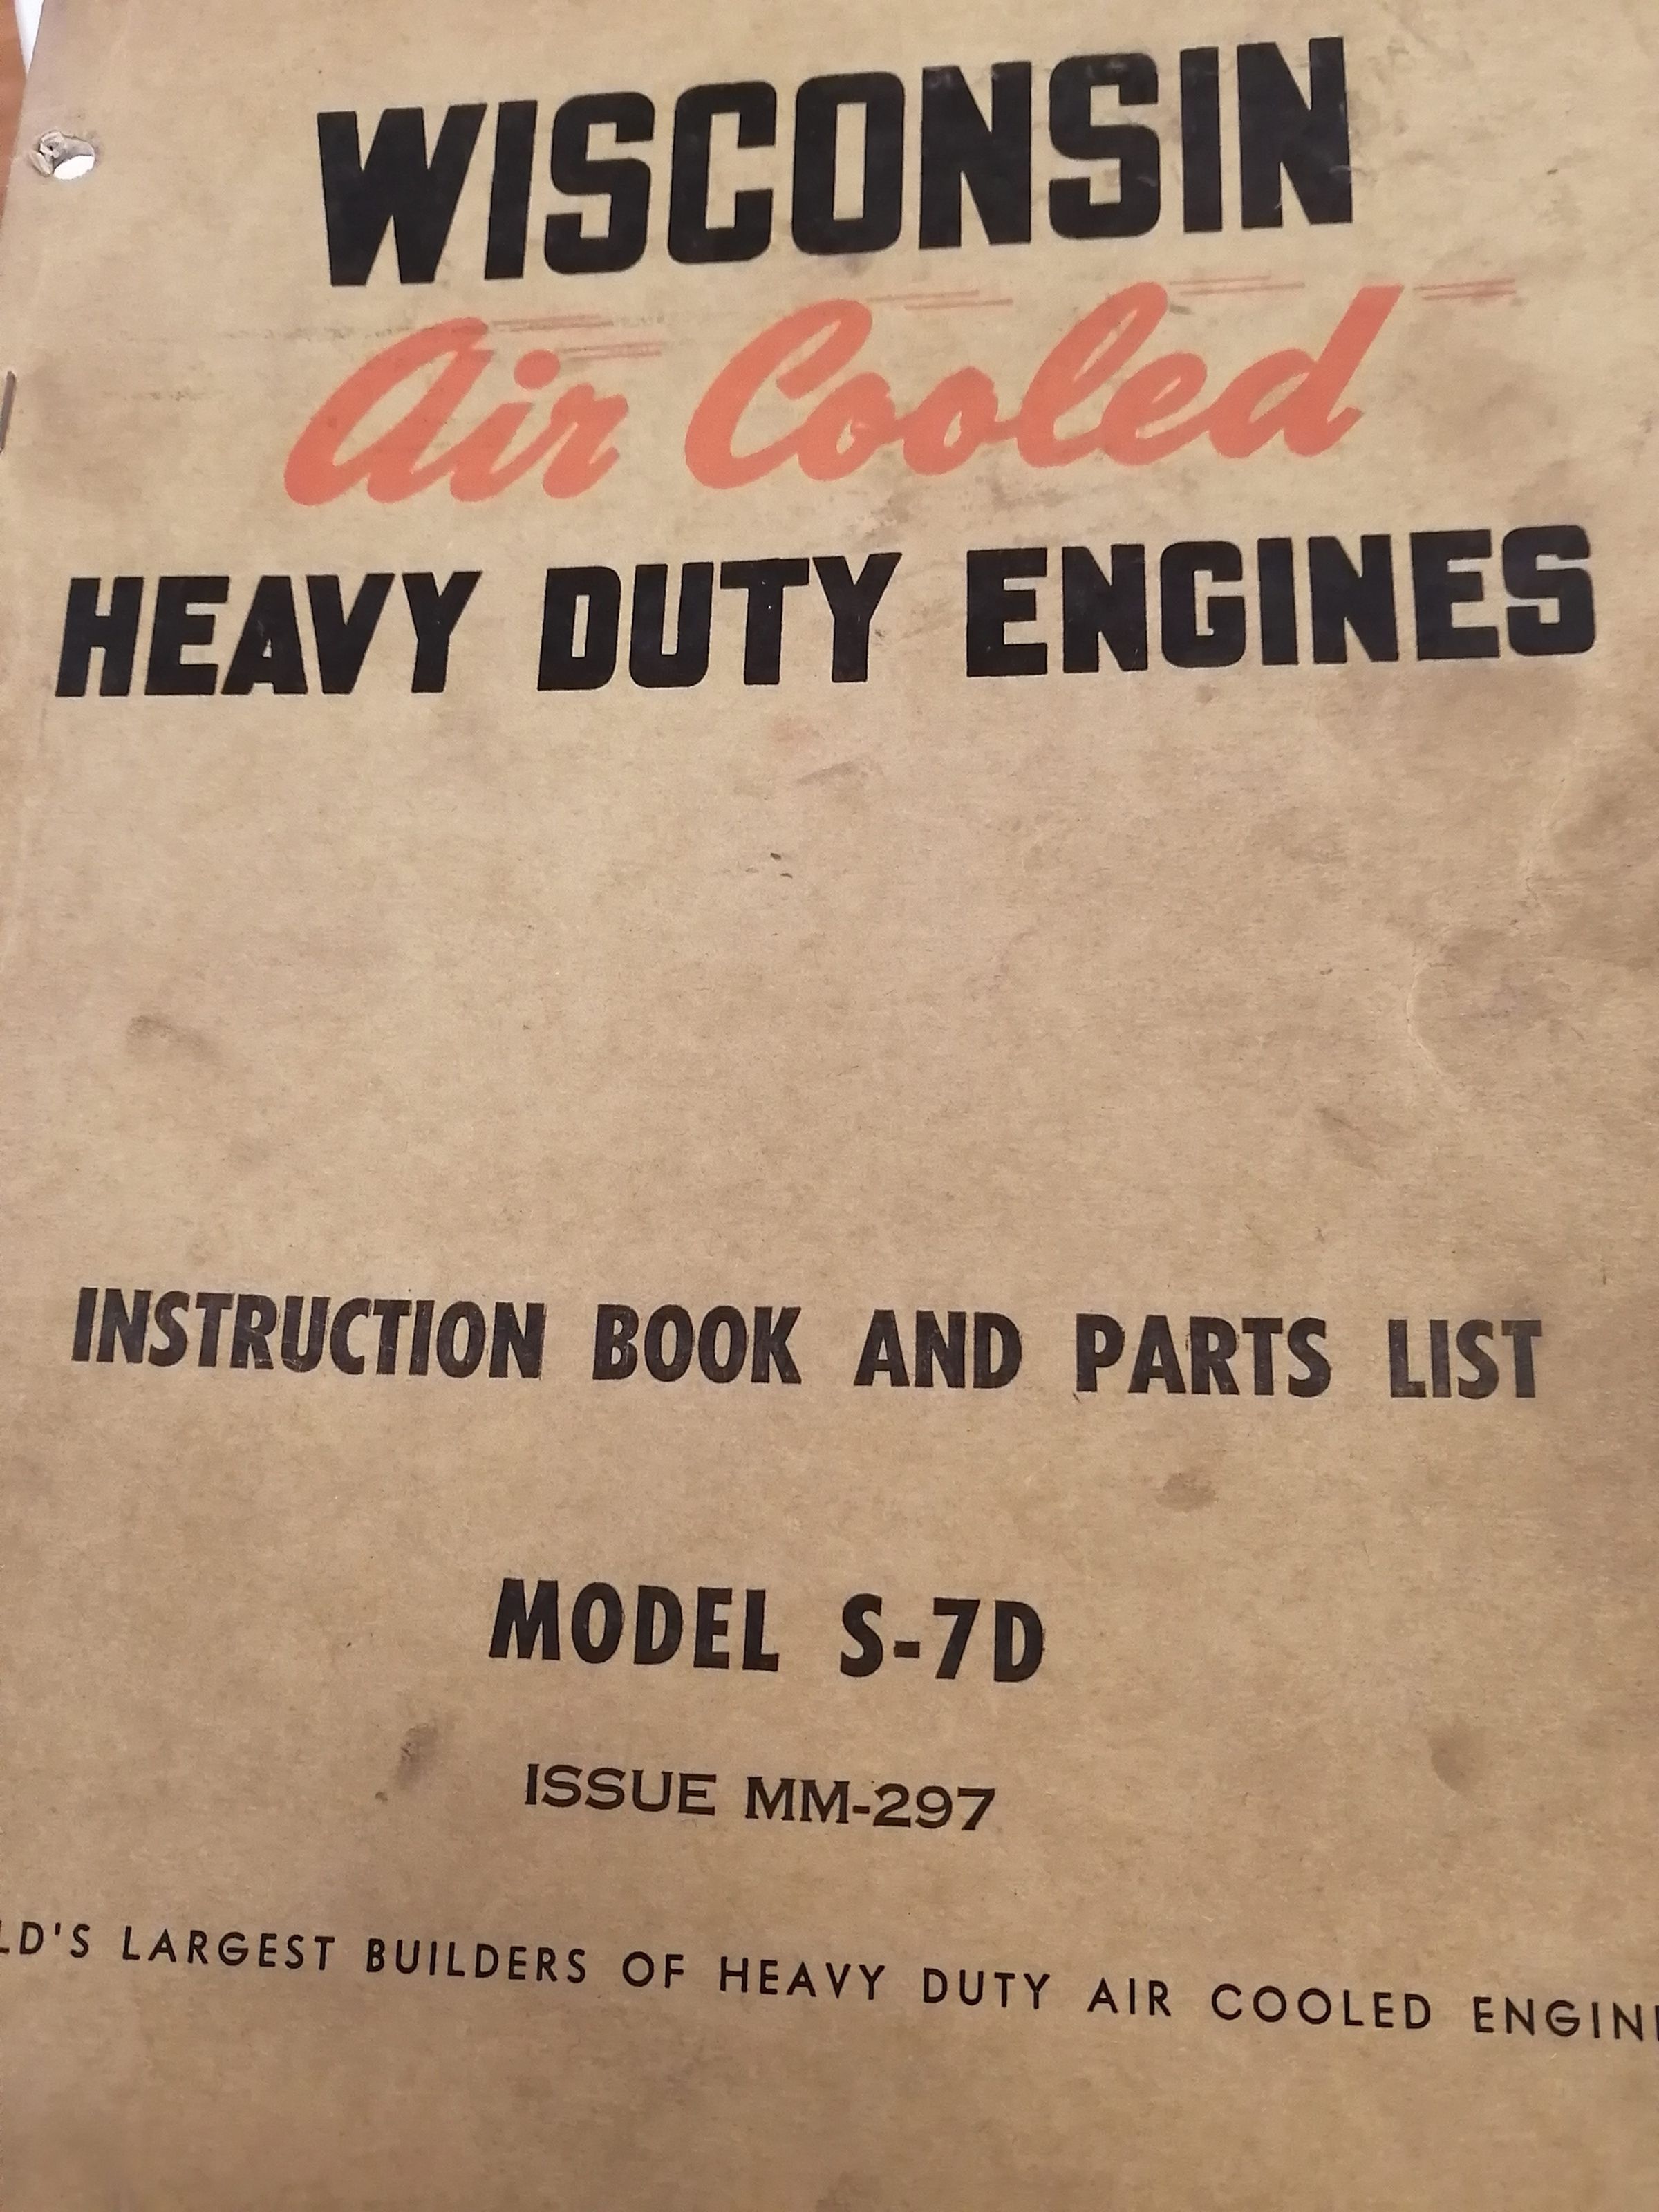 WISCONSIN
Air Cooled
HEAVY DUTY ENGINES
INSTRUCTION BOOK AND PARTS LIST
MODEL S-7D
ISSUE MM-297
LD'S LARGEST BUILDERS OF HEAVY DUTY AIR COOLED ENGIN